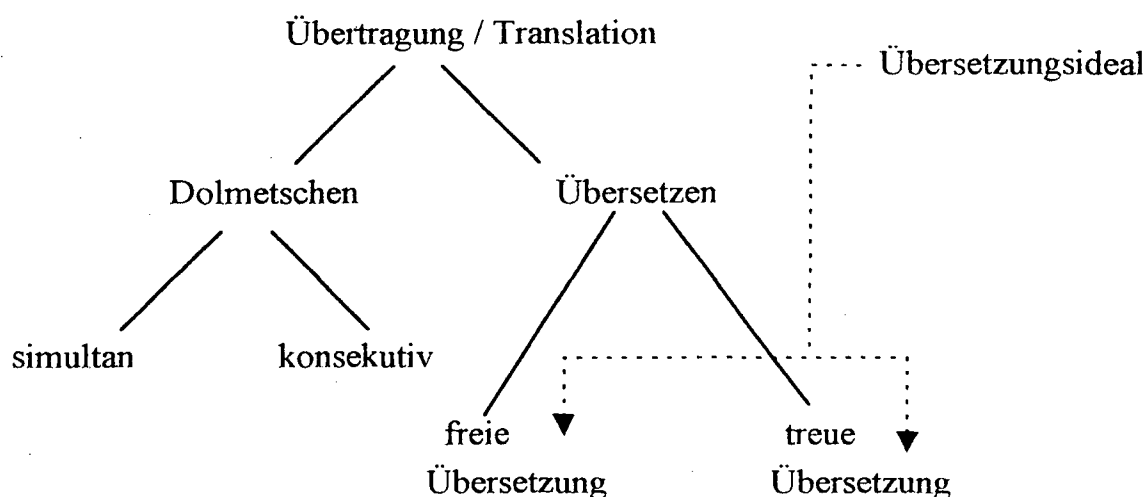 Übertragung / Translation
Übersetzungsideal
Dolmetschen
Übersetzen
simultan
konsekutiv
freie
Übersetzung
treue
Übersetzung